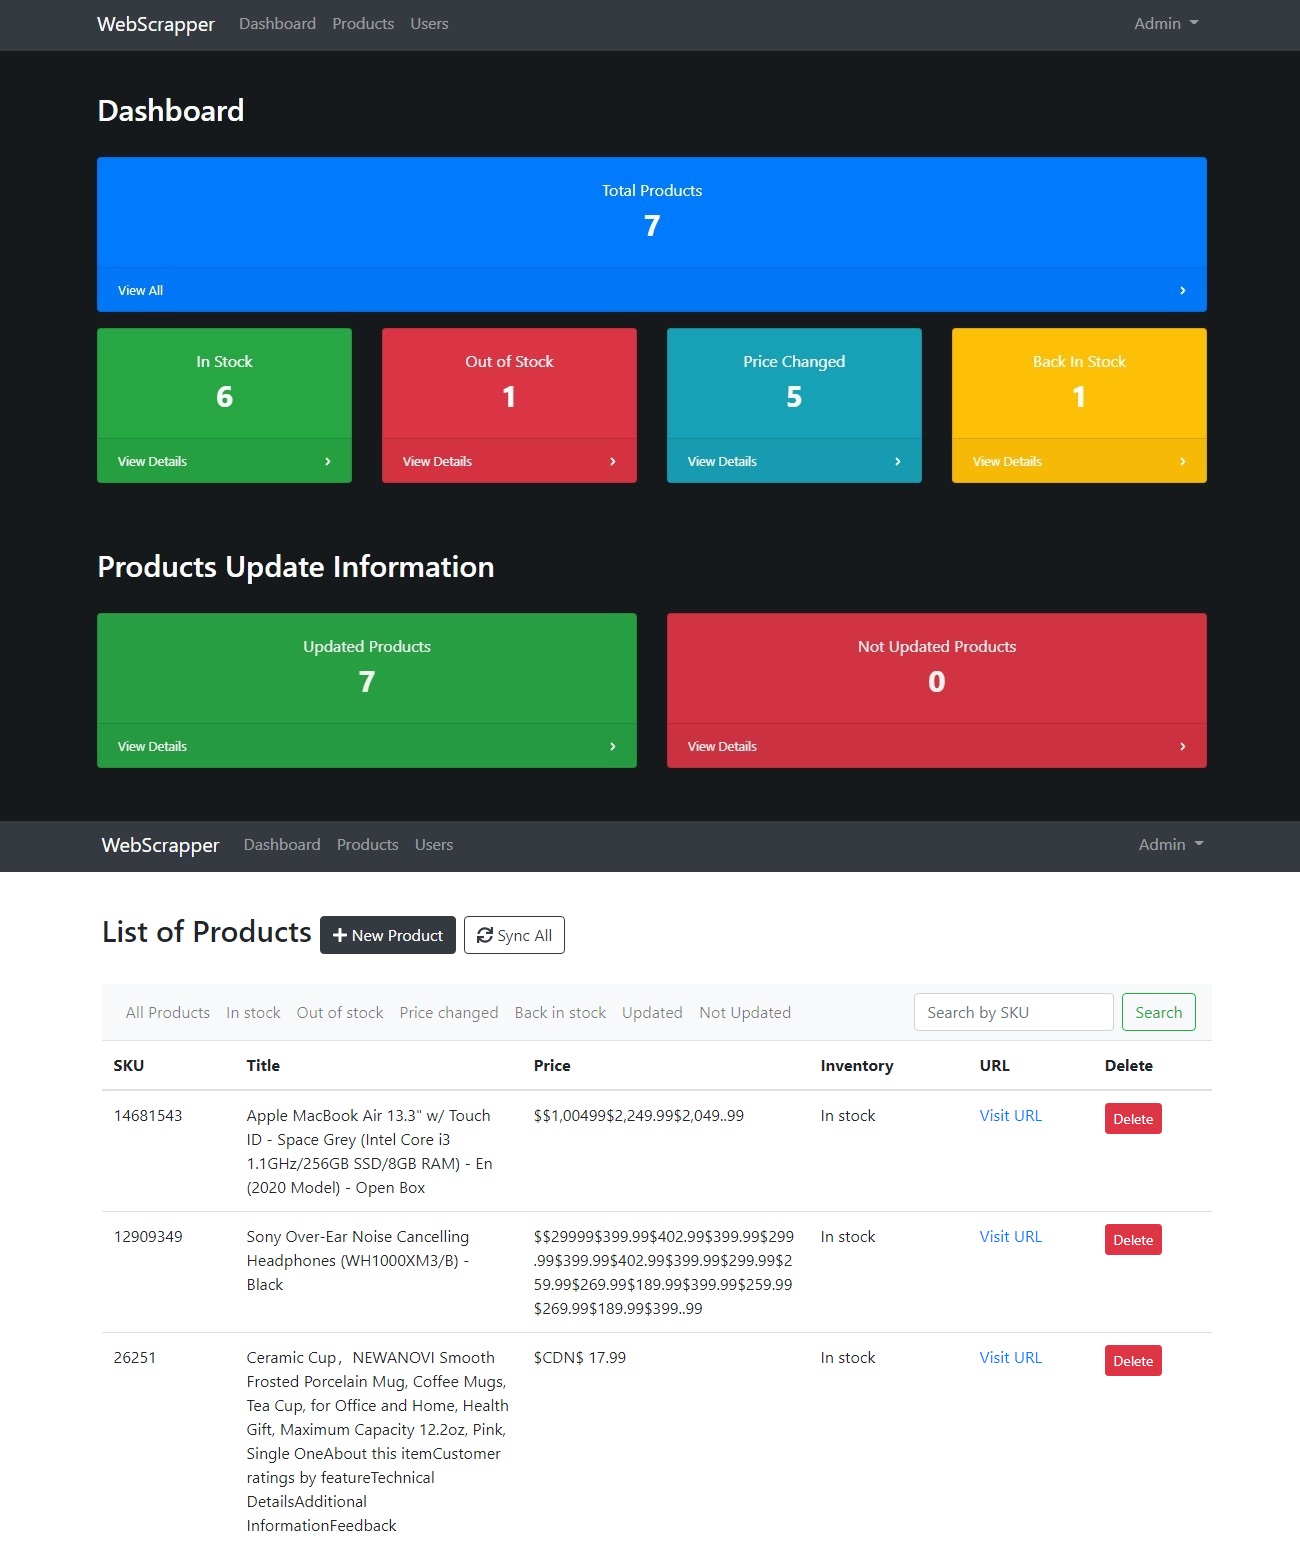 WebScrapper Dashboard Products Users Admin
Dashboard
Total Products
7
View All
In Stock Out of Stock Price Changed Back In Stock
6 1 5 1
View Details View Details View Details View Details
Products Update Information
Updated Products Not Updated Products
7 0
View Details View Details
WebScrapper Dashboard Products Users Admin
List of Products New Product Sync All
All Products In stock Out of stock Price changed Back in stock Updated Not Updated Search by SKU Search
SKU Title Price Inventory URL Delete
14681543 Apple MacBook Air 13.3" w/ Touch $$1,00499$2,249.99$2,049..99 In stock Visit URL Delete
ID - Space Grey (Intel Core i3
1.1GHz/256GB SSD/8GB RAM) - En
(2020 Model) - Open Box
12909349 Sony Over-Ear Noise Cancelling $$29999$399.99$402.99$399.99$299 In stock Visit URL Delete
Headphones (WH1000XM3/B) - .99$399.99$402.99$399.99$299.99$2
Black 59.99$269.99$189.99$399.99$259.99
$269.99$189.99$399..99
26251 Ceramic Cup，NEWANOVI Smooth $CDN$ 17.99 In stock Visit URL Delete
Frosted Porcelain Mug, Coffee Mugs,
Tea Cup, for Office and Home, Health
Gift, Maximum Capacity 12.2oz, Pink,
Single OneAbout this itemCustomer
ratings by featureTechnical
DetailsAdditional
InformationFeedback